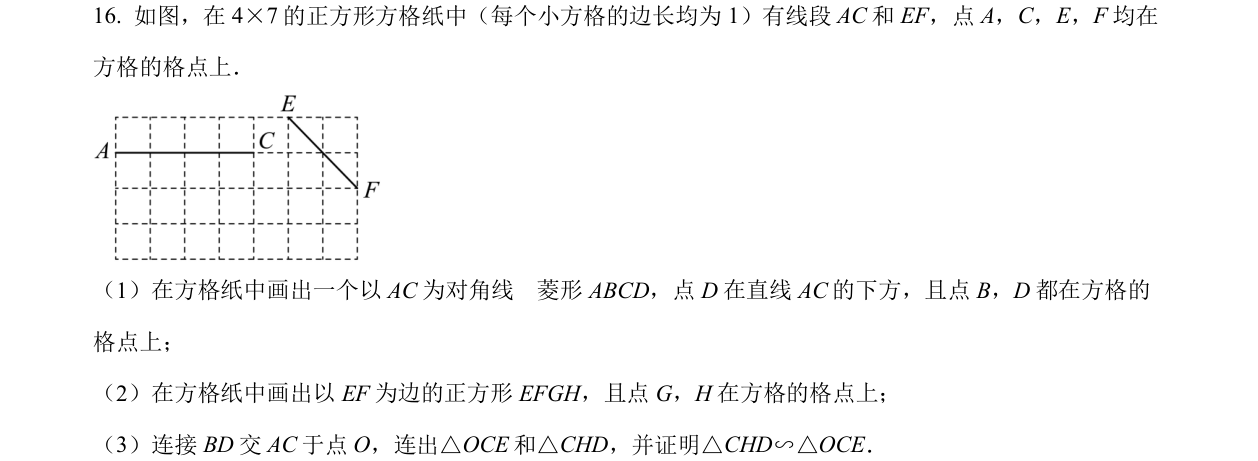 16. 如图，在 4×7 的正方形方格纸中（每个小方格的边长均为 1）有线段 AC 和 EF，点 A，C，E，F 均在
方格的格点上．
E
A
C
F
（1）在方格纸中画出一个以 AC 为对角线 菱形 ABCD，点 D 在直线 AC 的下方，且点 B，D 都在方格的
格点上；
（2）在方格纸中画出以 EF 为边的正方形 EFGH，且点 G，H 在方格的格点上；
（3）连接 BD 交 AC 于点 O，连出△OCE 和△CHD，并证明△CHD∽△OCE．